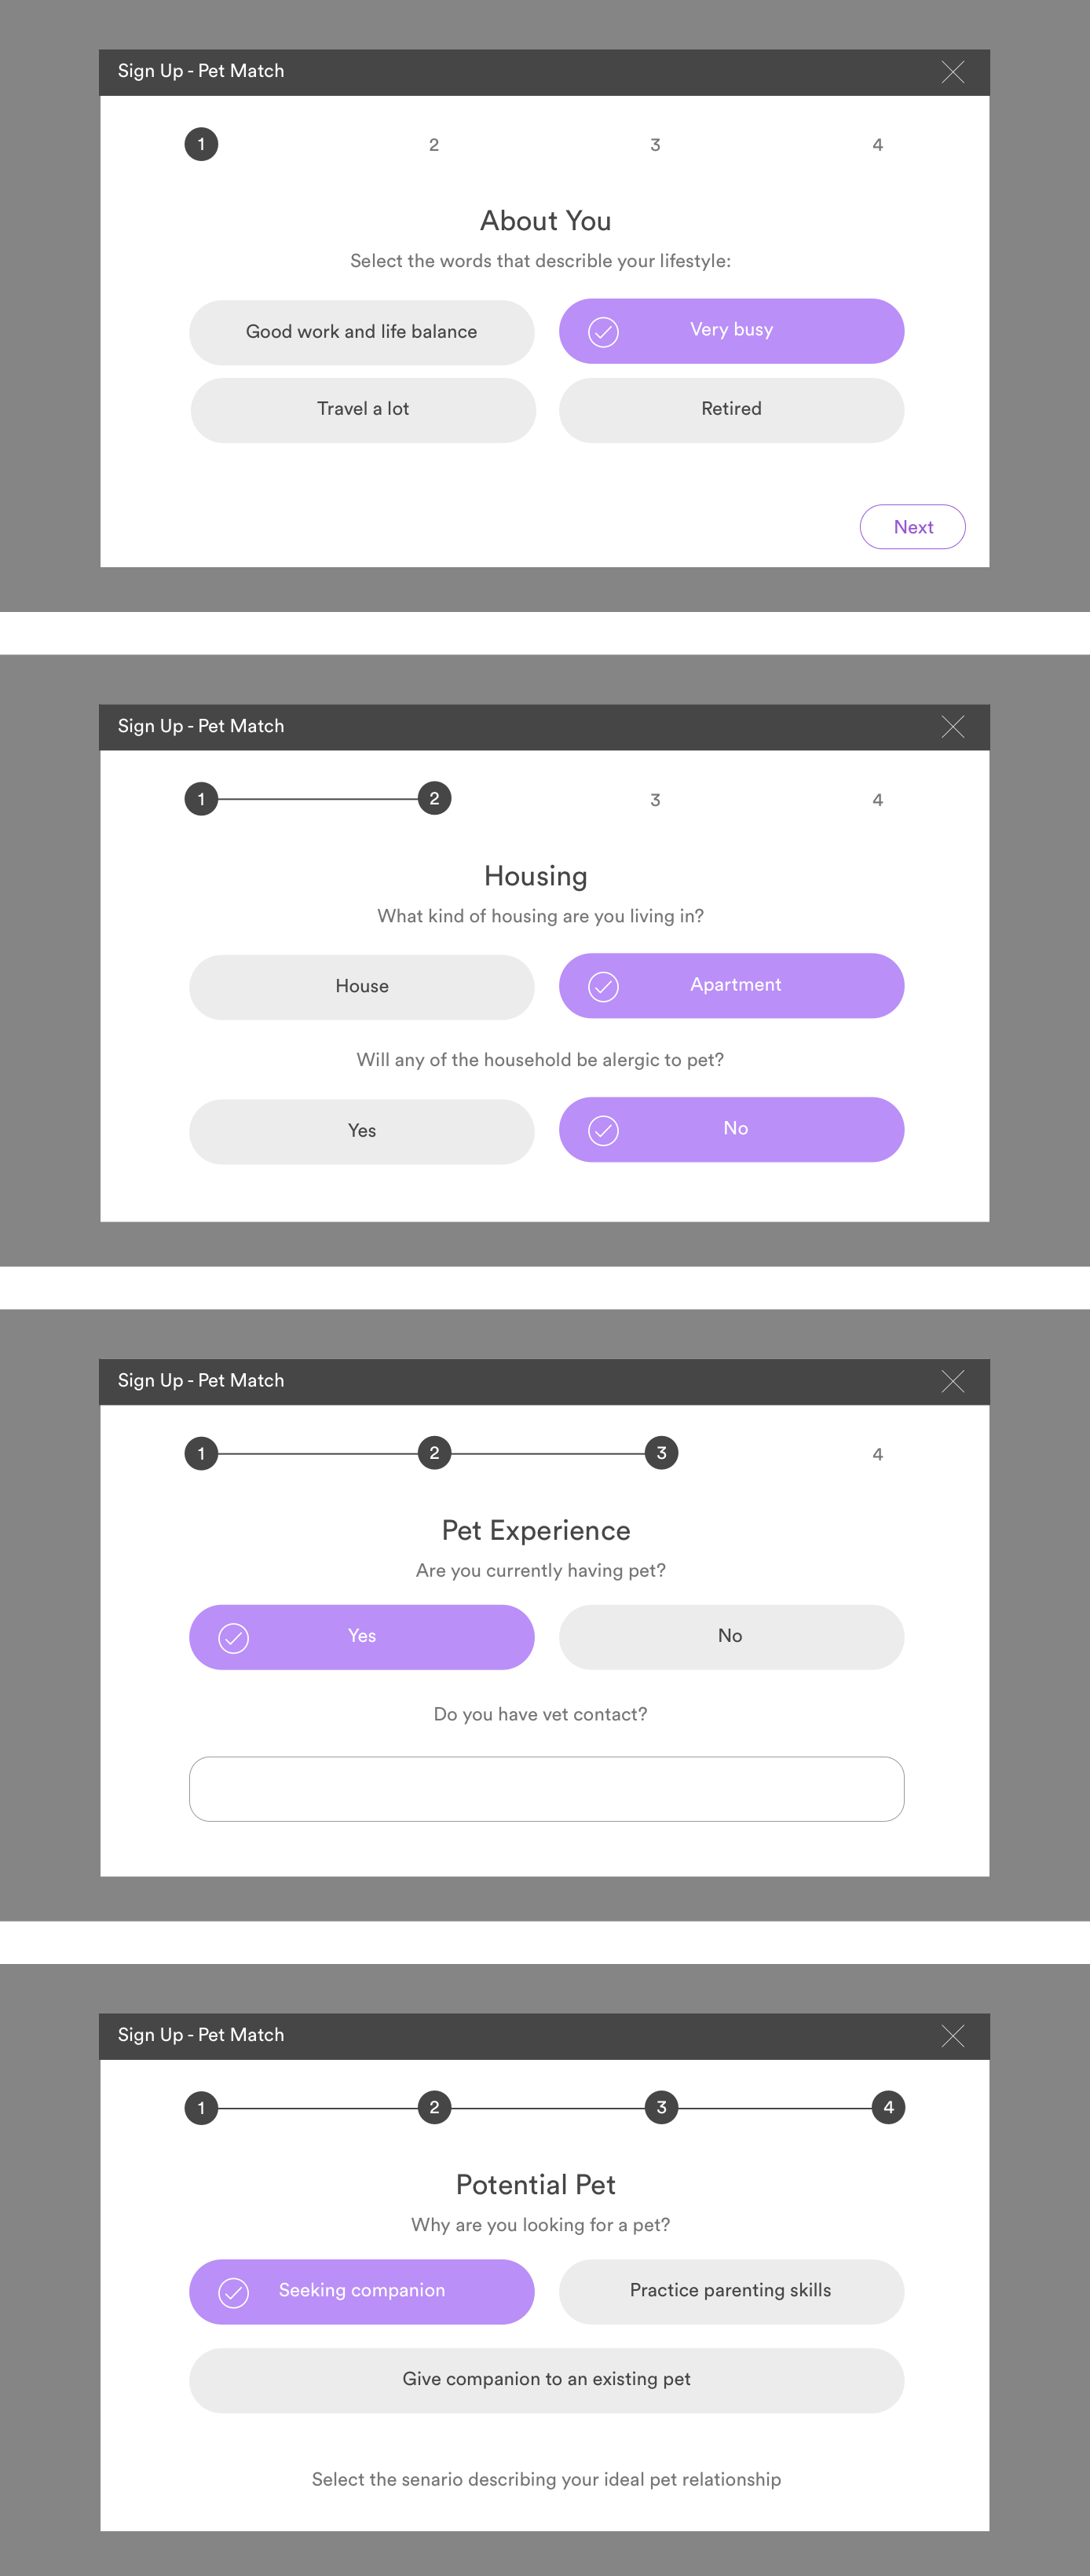 Sign Up - Pet Match
1 2 3 4
About You
Select the words that describle your lifestyle:
Good work and life balance
Very busy
Travel a lot
Retired
Next
Sign Up - Pet Match
1 2 3 4
Housing
What kind of housing are you living in?
House
Apartment
Will any of the household be alergic to pet?
Yes
No
Sign Up - Pet Match
1 2 3 4
Pet Experience
Are you currently having pet?
Yes
No
Do you have vet contact?
Sign Up - Pet Match
1 2 3 4
Potential Pet
Why are you looking for a pet?
Seeking companion
Practice parenting skills
Give companion to an existing pet
Select the senario describing your ideal pet relationship